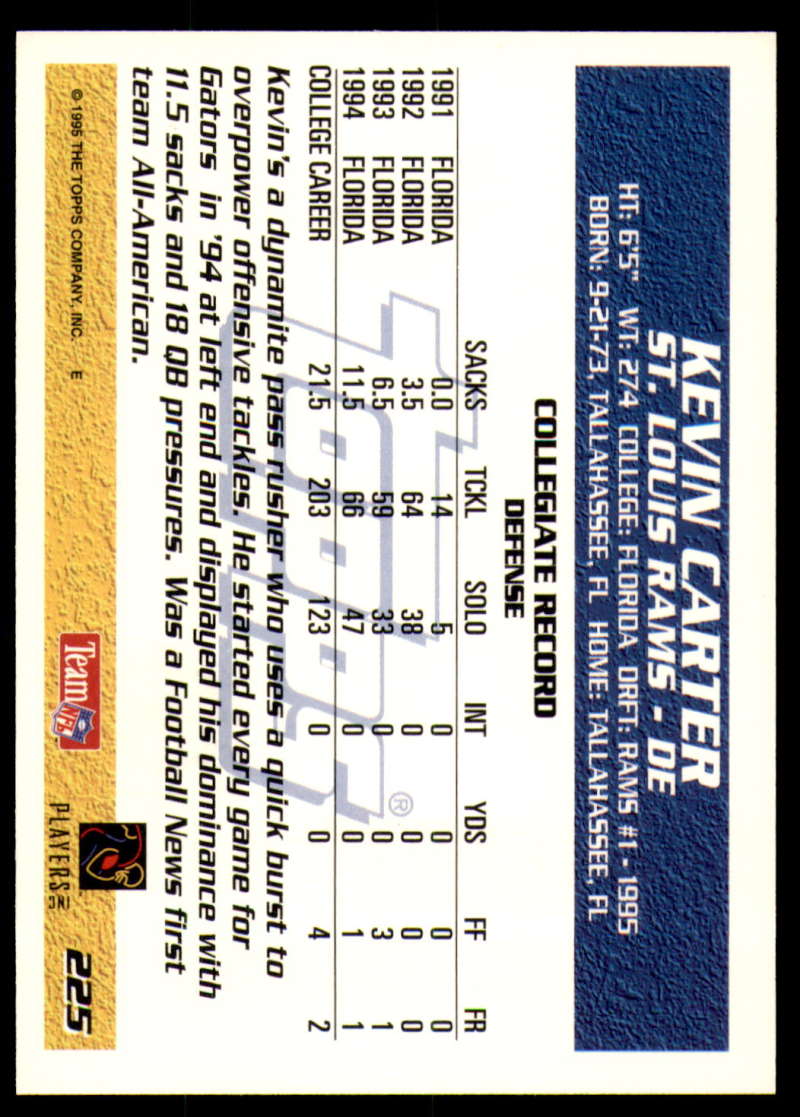 KEVIN CARTER
ST. LOUIS RAMS - DE
HT: 6'5" WT: 274 COLLEGE: FLORIDA DRFT: RAMS #1 - 1995
BORN: 9-21-73, TALLAHASSEE, FL HOME: TALLAHASSEE, FL
COLLEGIATE RECORD
DEFENSE
SACKS TCKL SOLO INT YDS FF FR
1991 FLORIDA 0.0 14 5 0 0 0 0
1992 FLORIDA 3.5 64 38 0 0 0 0
1993 FLORIDA 6.5 59 33 0 0 3 1
1994 FLORIDA 11.5 66 47 0 0 1 1
COLLEGE CAREER 21.5 203 123 0 0 4 2
Topps ®
Kevin's a dynamite pass rusher who uses a quick burst to
overpower offensive tackles. He started every game for
Gators in '94 at left end and displayed his dominance with
11.5 sacks and 18 QB pressures. Was a Football News first
team All-American.
© 1995 THE TOPPS COMPANY, INC. E
Team NFL
PLAYERS INC
225